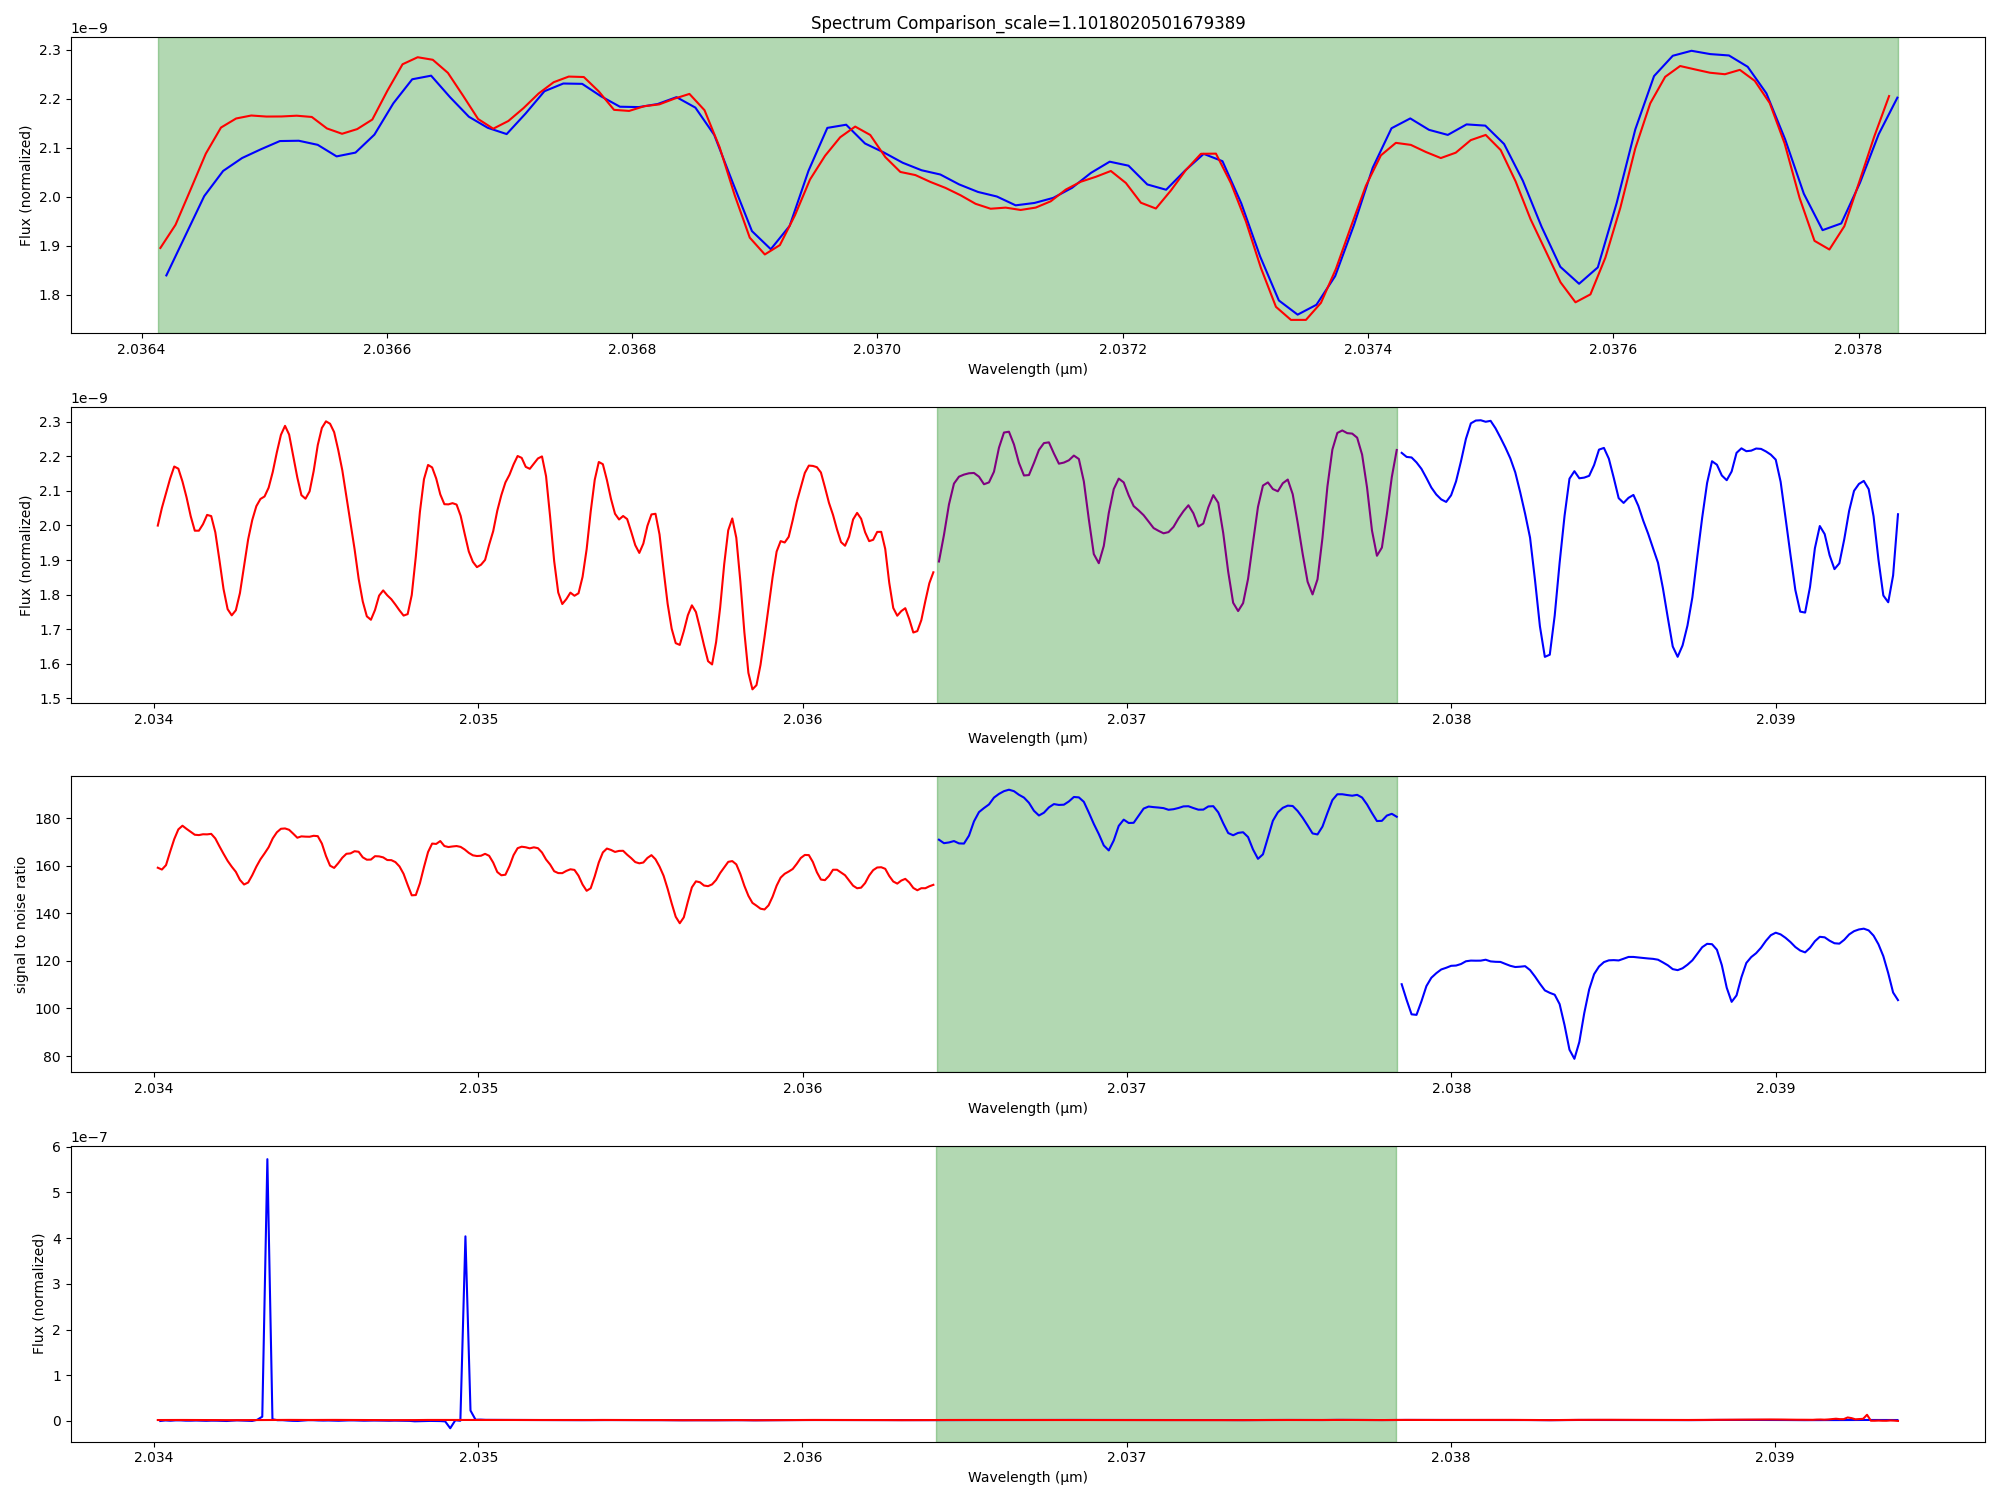 Spectrum Comparison_scale=1.1018020501679389
1e−9
Flux (normalized)
2.3
2.2
2.1
2.0
1.9
1.8
2.0364 2.0366 2.0368 2.0370 2.0372 2.0374 2.0376 2.0378
Wavelength (μm)
1e−9
Flux (normalized)
2.3
2.2
2.1
2.0
1.9
1.8
1.7
1.6
1.5
2.034 2.035 2.036 2.037 2.038 2.039
Wavelength (μm)
signal to noise ratio
180
160
140
120
100
80
2.034 2.035 2.036 2.037 2.038 2.039
Wavelength (μm)
1e−7
Flux (normalized)
6
5
4
3
2
1
0
2.034 2.035 2.036 2.037 2.038 2.039
Wavelength (μm)